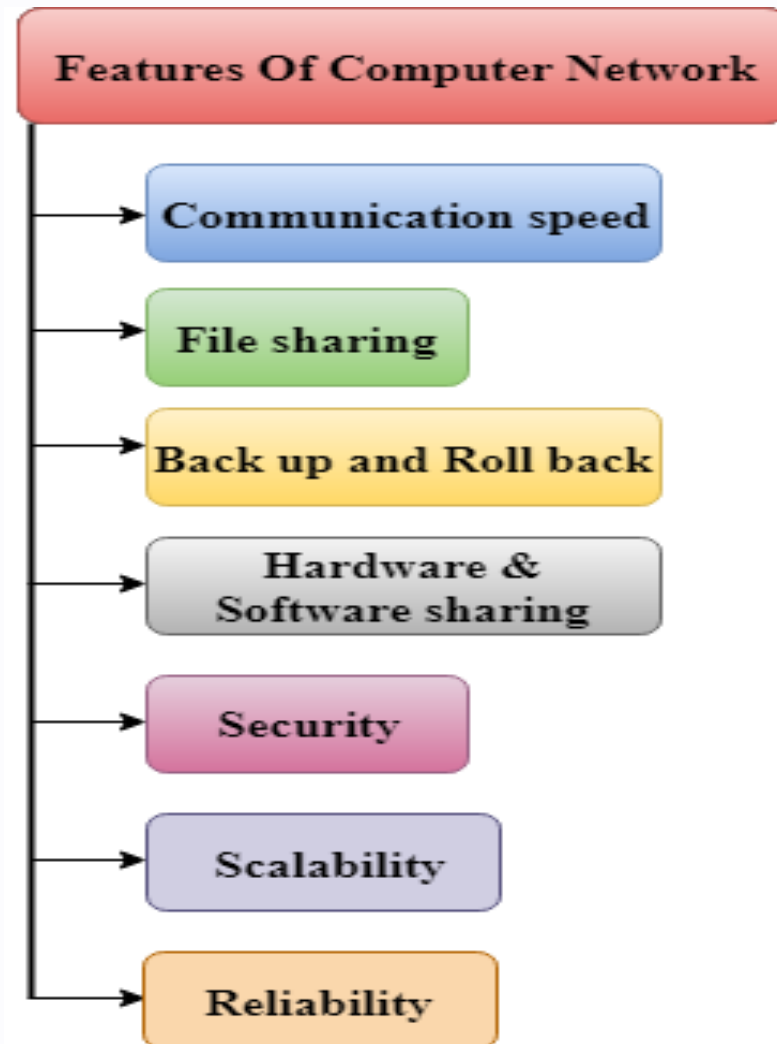 Features Of Computer Network
Communication speed
File sharing
Back up and Roll back
Hardware &
Software sharing
Security
Scalability
Reliability